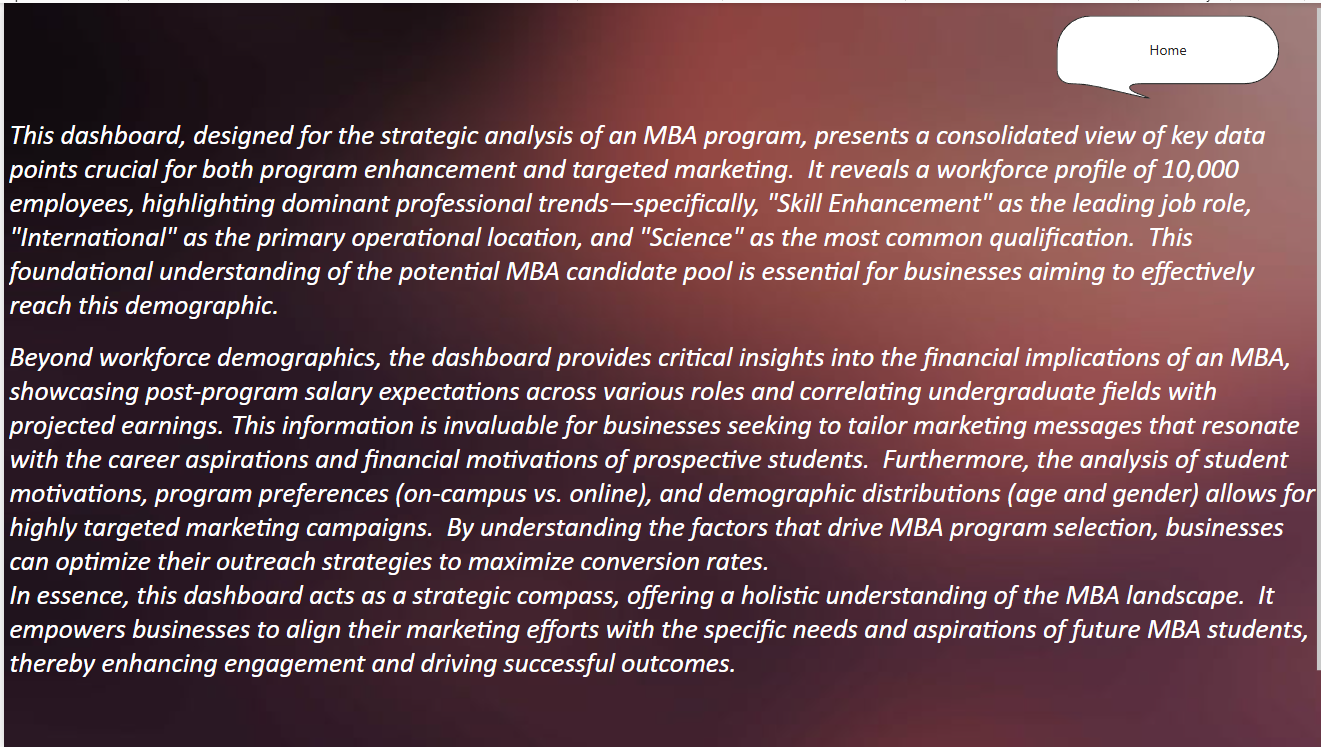 Home
This dashboard, designed for the strategic analysis of an MBA program, presents a consolidated view of key data
points crucial for both program enhancement and targeted marketing.  It reveals a workforce profile of 10,000
employees, highlighting dominant professional trends—specifically, "Skill Enhancement" as the leading job role,
"International" as the primary operational location, and "Science" as the most common qualification.  This
foundational understanding of the potential MBA candidate pool is essential for businesses aiming to effectively
reach this demographic.
Beyond workforce demographics, the dashboard provides critical insights into the financial implications of an MBA,
showcasing post-program salary expectations across various roles and correlating undergraduate fields with
projected earnings. This information is invaluable for businesses seeking to tailor marketing messages that resonate
with the career aspirations and financial motivations of prospective students.  Furthermore, the analysis of student
motivations, program preferences (on-campus vs. online), and demographic distributions (age and gender) allows for
highly targeted marketing campaigns.  By understanding the factors that drive MBA program selection, businesses
can optimize their outreach strategies to maximize conversion rates.
In essence, this dashboard acts as a strategic compass, offering a holistic understanding of the MBA landscape.  It
empowers businesses to align their marketing efforts with the specific needs and aspirations of future MBA students,
thereby enhancing engagement and driving successful outcomes.